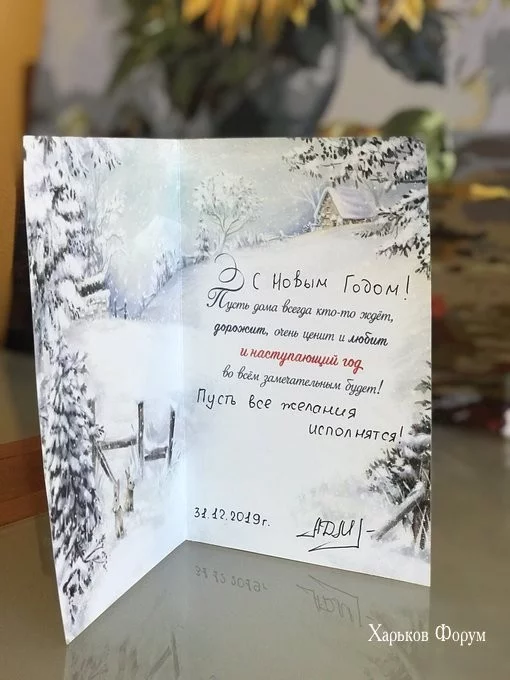 С Новым Годом!
Пусть дома всегда кто-то ждёт,
дорожит, очень ценит и любит
и наступающий год
во всём замечательным будет!
Пусть все желания
исполнятся!
31.12.2019г.
Харьков Форум